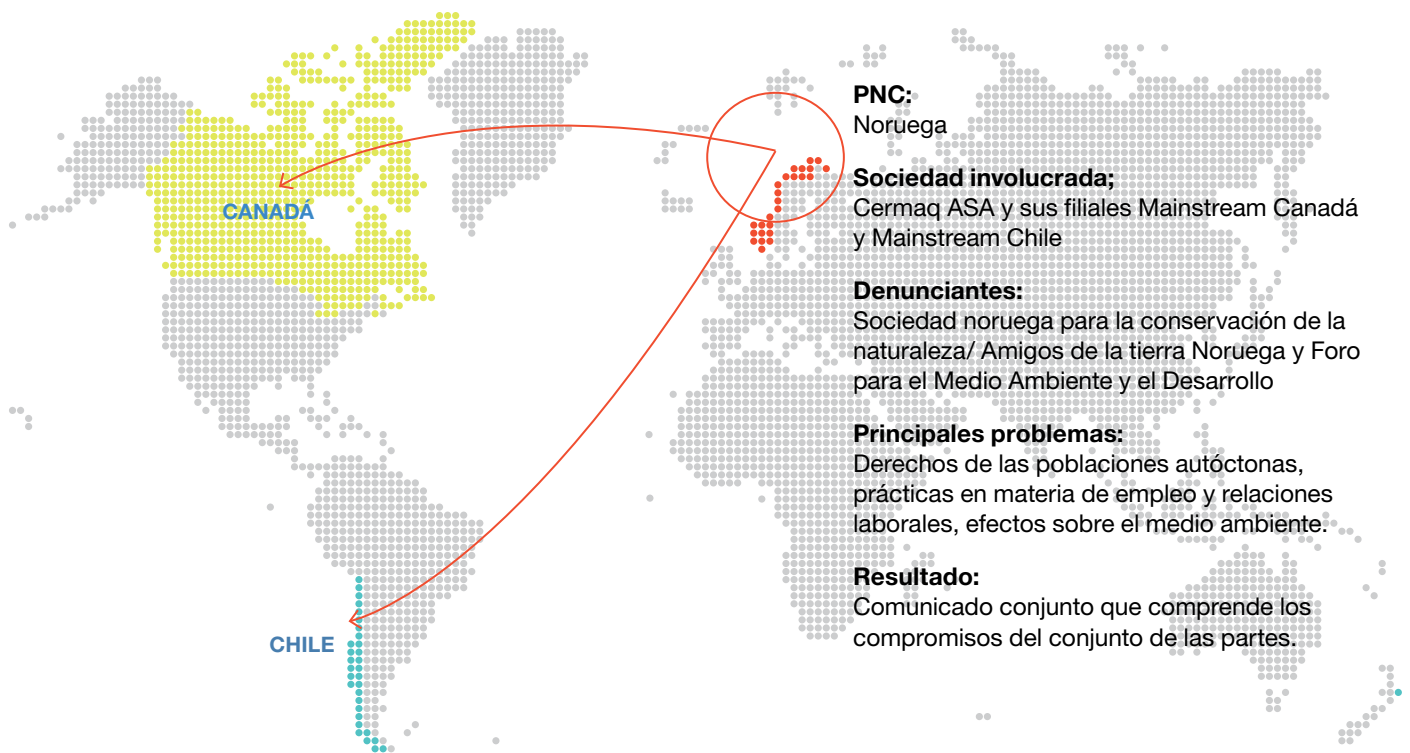 PNC:
Noruega
Sociedad involucrada;
Cermaq ASA y sus filiales Mainstream Canadá
y Mainstream Chile
Denunciantes:
Sociedad noruega para la conservación de la
naturaleza/ Amigos de la tierra Noruega y Foro
para el Medio Ambiente y el Desarrollo
Principales problemas:
Derechos de las poblaciones autóctonas,
prácticas en materia de empleo y relaciones
laborales, efectos sobre el medio ambiente.
Resultado:
Comunicado conjunto que comprende los
compromisos del conjunto de las partes.
CANADÁ
CHILE